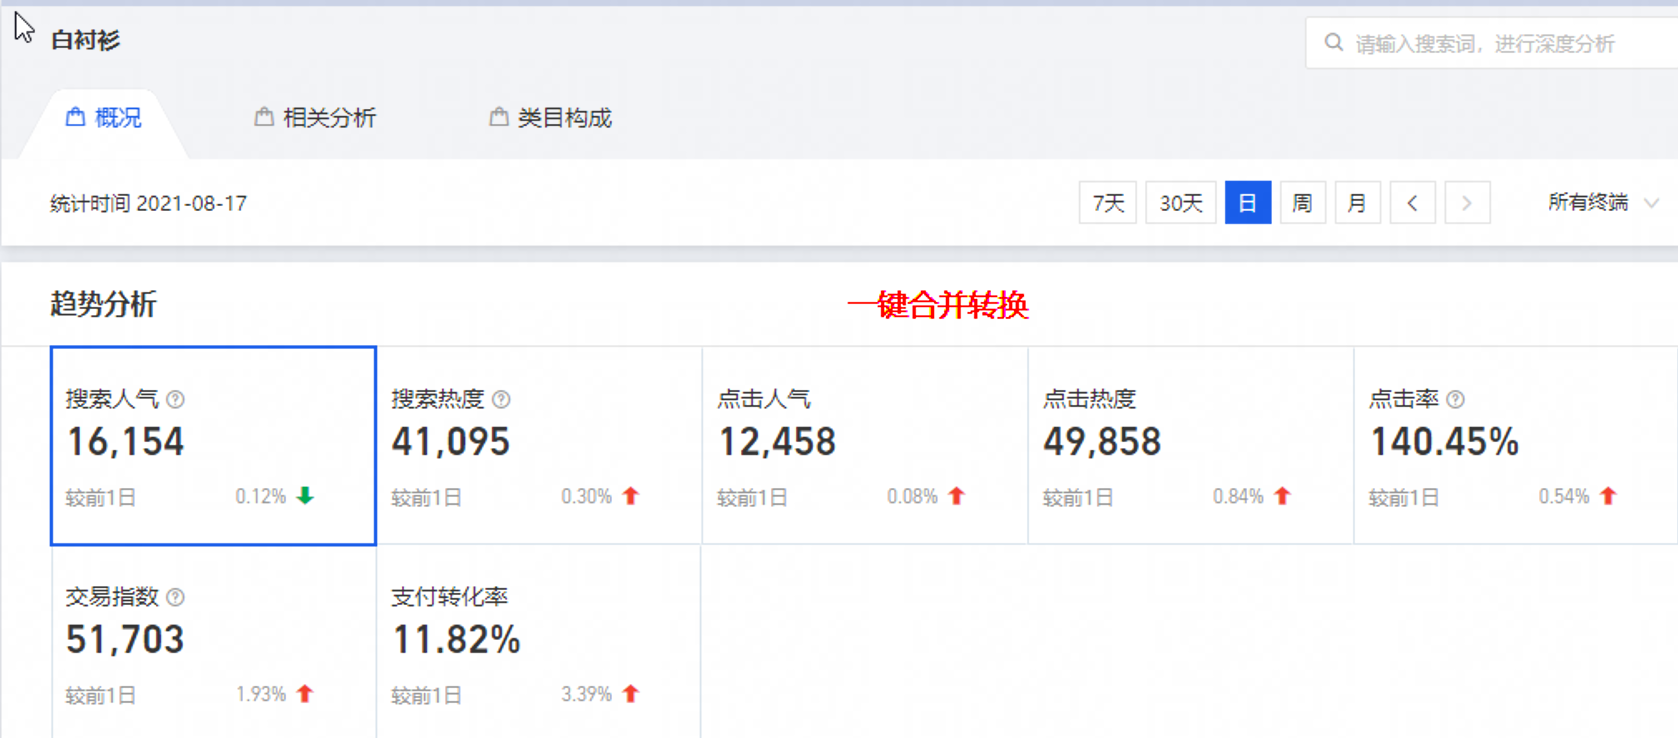 白衬衫
请输入搜索词，进行深度分析
概况 相关分析 类目构成
统计时间 2021-08-17 7天 30天 日 周 月 所有终端
趋势分析 一键合并转换
搜索人气 搜索热度 点击人气 点击热度 点击率
16,154 41,095 12,458 49,858 140.45%
较前1日 0.12% 较前1日 0.30% 较前1日 0.08% 较前1日 0.84% 较前1日 0.54%
交易指数 支付转化率
51,703 11.82%
较前1日 1.93% 较前1日 3.39%